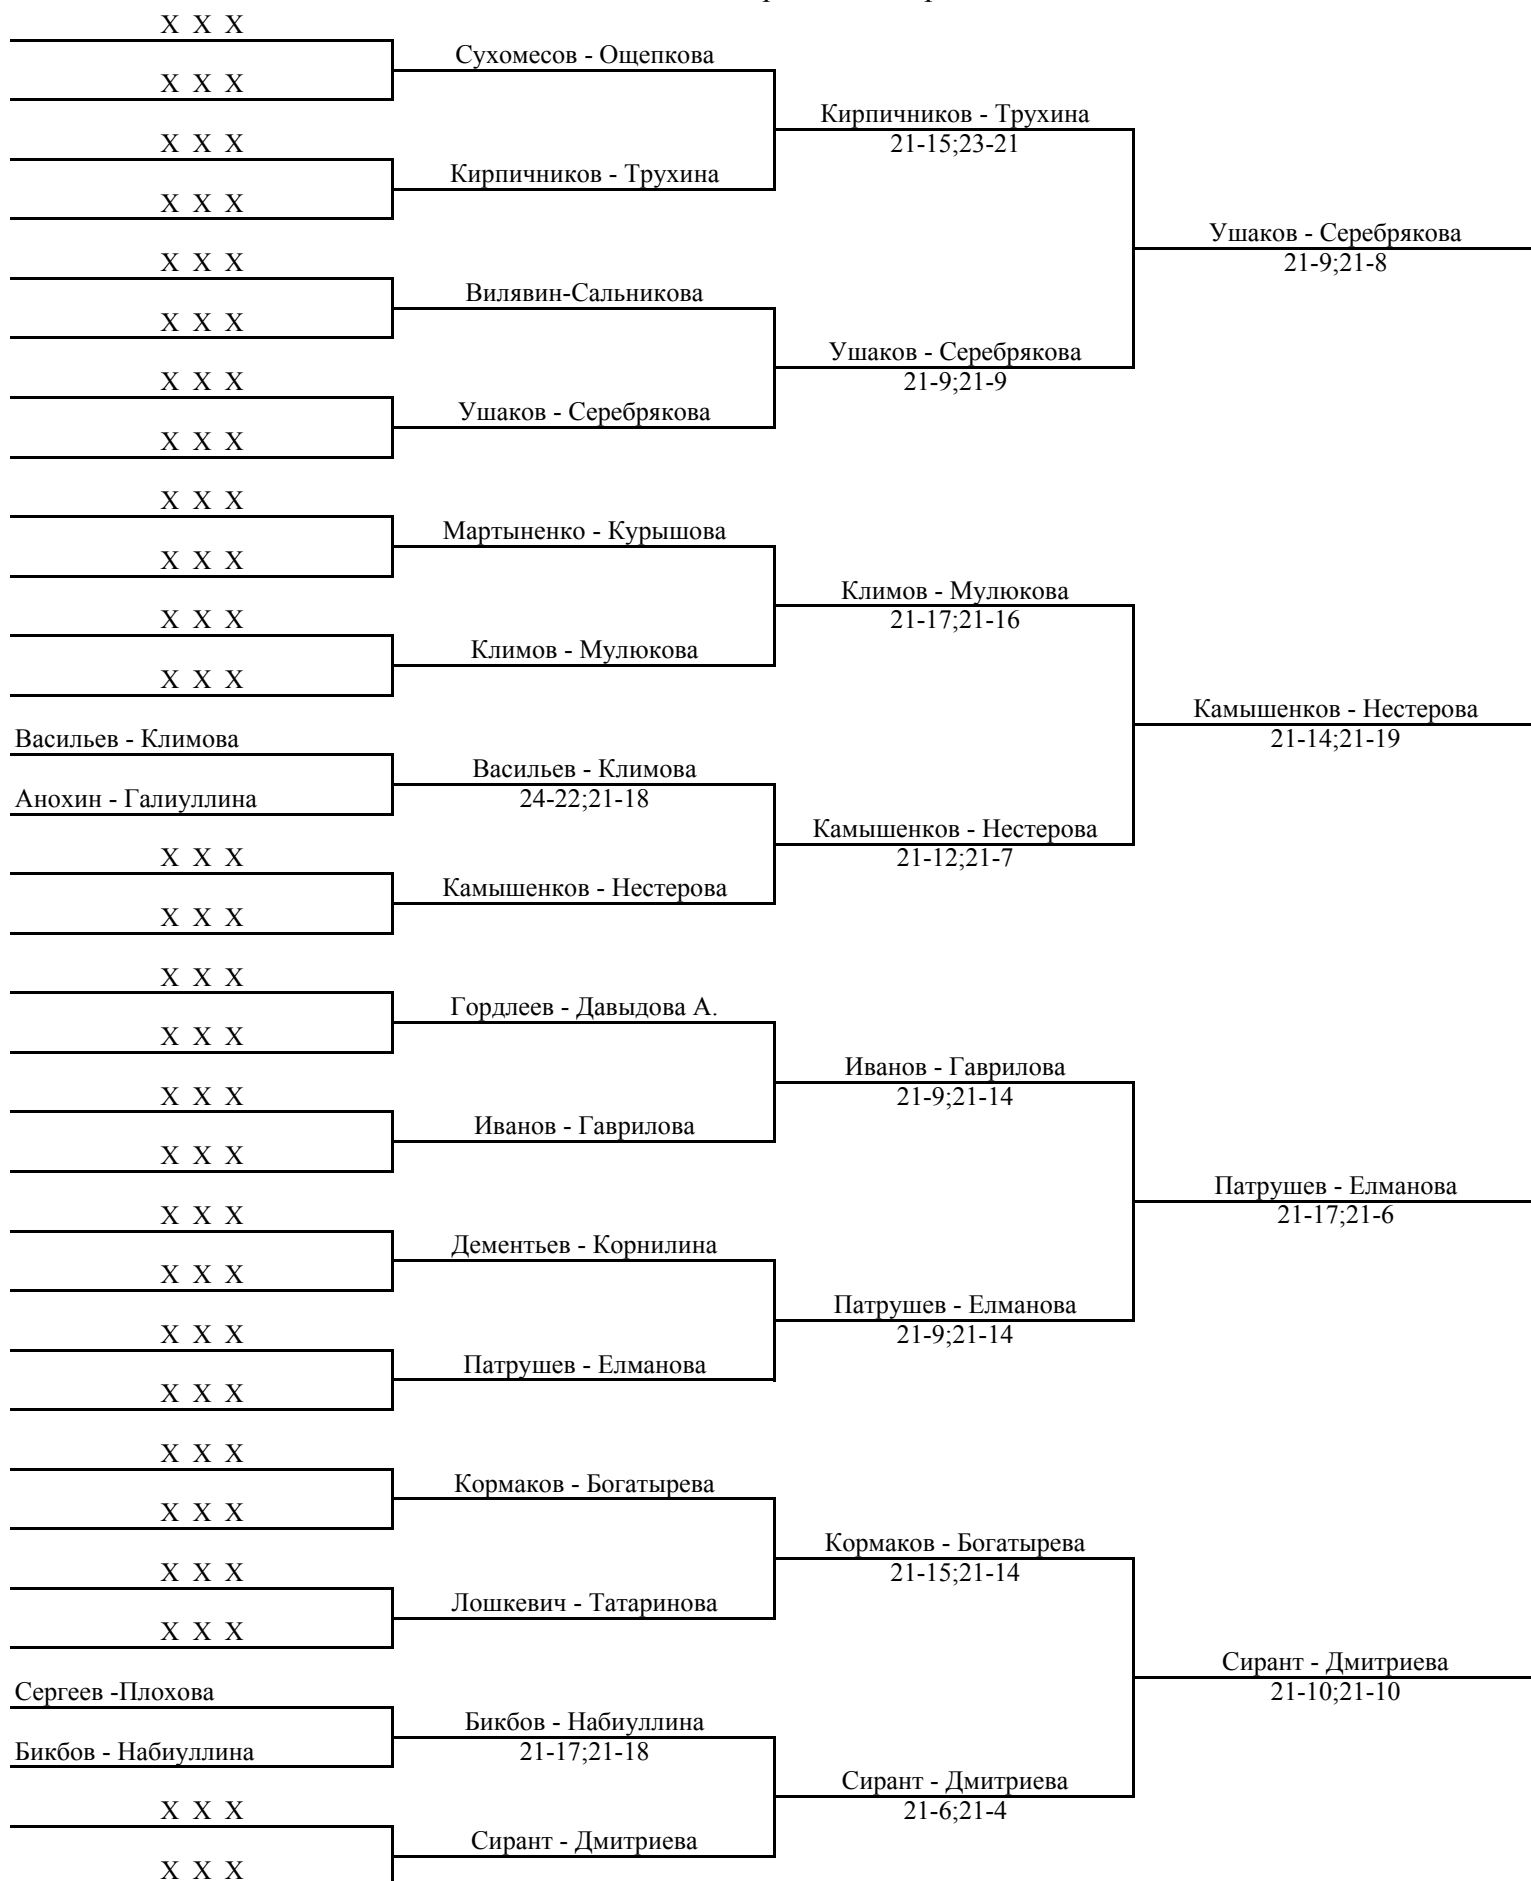 X X X
Сухомесов - Ощепкова
X X X
Кирпичников - Трухина
21-15;23-21
X X X
Кирпичников - Трухина
X X X
Ушаков - Серебрякова
21-9;21-8
X X X
Вилявин-Сальникова
X X X
Ушаков - Серебрякова
21-9;21-9
X X X
Ушаков - Серебрякова
X X X
X X X
Мартыненко - Курышова
X X X
Климов - Мулюкова
21-17;21-16
X X X
Климов - Мулюкова
X X X
Камышенков - Нестерова
21-14;21-19
Васильев - Климова
Васильев - Климова
24-22;21-18
Анохин - Галиуллина
Камышенков - Нестерова
21-12;21-7
X X X
Камышенков - Нестерова
X X X
X X X
Гордлеев - Давыдова А.
X X X
Иванов - Гаврилова
21-9;21-14
X X X
Иванов - Гаврилова
X X X
Патрушев - Елманова
21-17;21-6
X X X
Дементьев - Корнилина
X X X
Патрушев - Елманова
21-9;21-14
X X X
Патрушев - Елманова
X X X
X X X
Кормаков - Богатырева
X X X
Кормаков - Богатырева
21-15;21-14
X X X
Лошкевич - Татаринова
X X X
Сирант - Дмитриева
21-10;21-10
Сергеев -Плохова
Бикбов - Набиуллина
21-17;21-18
Бикбов - Набиуллина
Сирант - Дмитриева
21-6;21-4
X X X
Сирант - Дмитриева
X X X